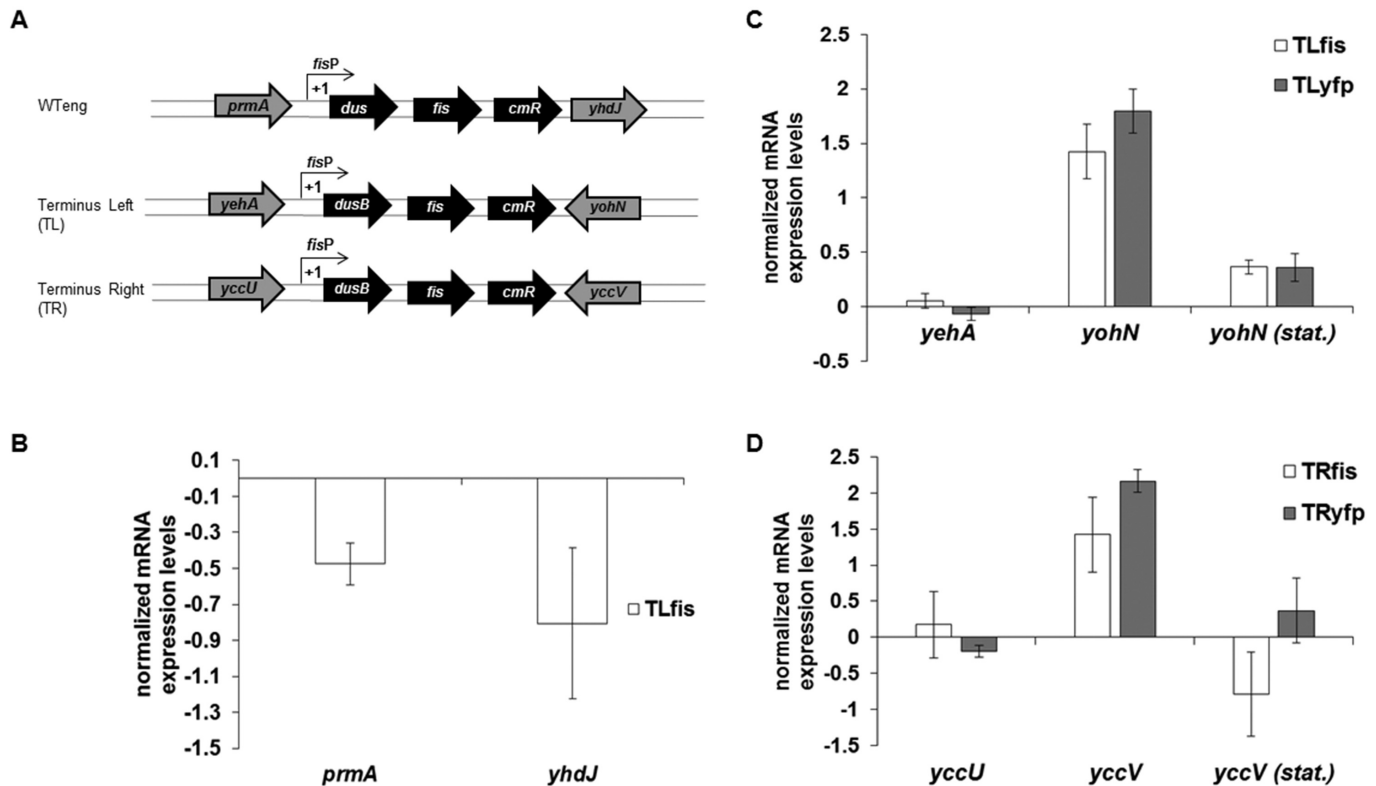 A
fisP
+1
WTeng
prmA
dus
fis
cmR
yhdJ
fisP
+1
Terminus Left
(TL)
yehA
dusB
fis
cmR
yohN
fisP
+1
Terminus Right
(TR)
yccU
dusB
fis
cmR
yccV
B
normalized mRNA
expression levels
0.1
-0.1
-0.3
-0.5
-0.7
-0.9
-1.1
-1.3
-1.5
TLfis
prmA
yhdJ
C
normalized mRNA
expression levels
2.5
2
1.5
1
0.5
0
-0.5
TLfis
TLyfp
yehA
yohN
yohN (stat.)
D
normalized mRNA
expression levels
2.5
2
1.5
1
0.5
0
-0.5
-1
-1.5
TRfis
TRyfp
yccU
yccV
yccV (stat.)